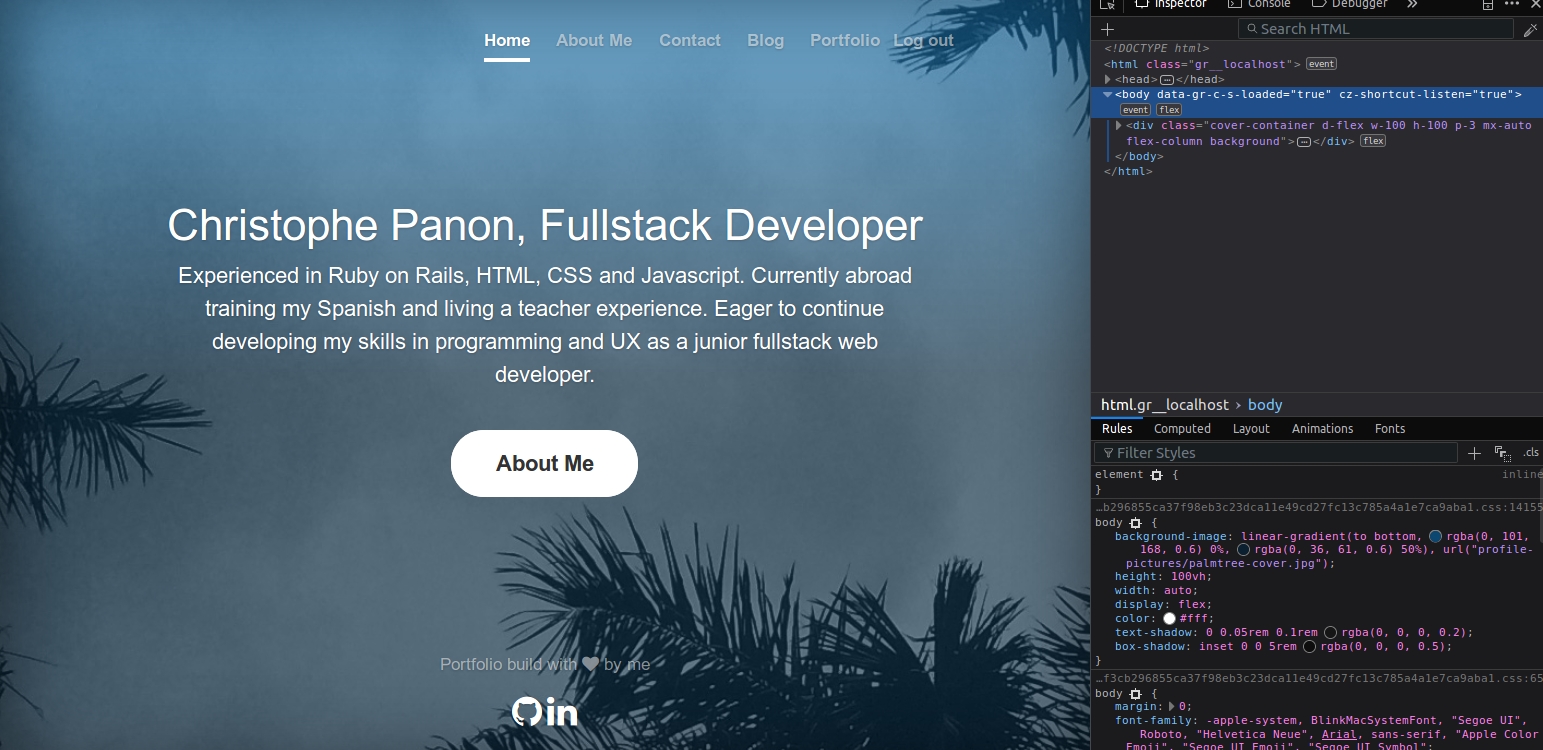 Home About Me Contact Blog Portfolio Log out
Christophe Panon, Fullstack Developer
Experienced in Ruby on Rails, HTML, CSS and Javascript. Currently abroad
training my Spanish and living a teacher experience. Eager to continue
developing my skills in programming and UX as a junior fullstack web
developer.
About Me
Portfolio build with ❤ by me
in
Inspector Console Debugger
Search HTML
<!DOCTYPE html>
<html class="gr__localhost"> event
<head>⋯</head>
<body data-gr-c-s-loaded="true" cz-shortcut-listen="true">
event flex
<div class="cover-container d-flex w-100 h-100 p-3 mx-auto
flex-column background">⋯</div> flex
</body>
</html>
html.gr__localhost › body
Rules Computed Layout Animations Fonts
Filter Styles .cls
element { inline
}
…b296855ca37f98eb3c23dca11e49cd27fc13c785a4a1e7ca9aba1.css:14155
body {
background-image: linear-gradient(to bottom, rgba(0, 101,
168, 0.6) 0%, rgba(0, 36, 61, 0.6) 50%), url("profile-
pictures/palmtree-cover.jpg");
height: 100vh;
width: auto;
display: flex;
color: #fff;
text-shadow: 0 0.05rem 0.1rem rgba(0, 0, 0, 0.2);
box-shadow: inset 0 0 5rem rgba(0, 0, 0, 0.5);
}
…f3cb296855ca37f98eb3c23dca11e49cd27fc13c785a4a1e7ca9aba1.css:65
body {
margin: 0;
font-family: -apple-system, BlinkMacSystemFont, "Segoe UI",
Roboto, "Helvetica Neue", Arial, sans-serif, "Apple Color
Emoji", "Segoe UI Emoji", "Segoe UI Symbol";